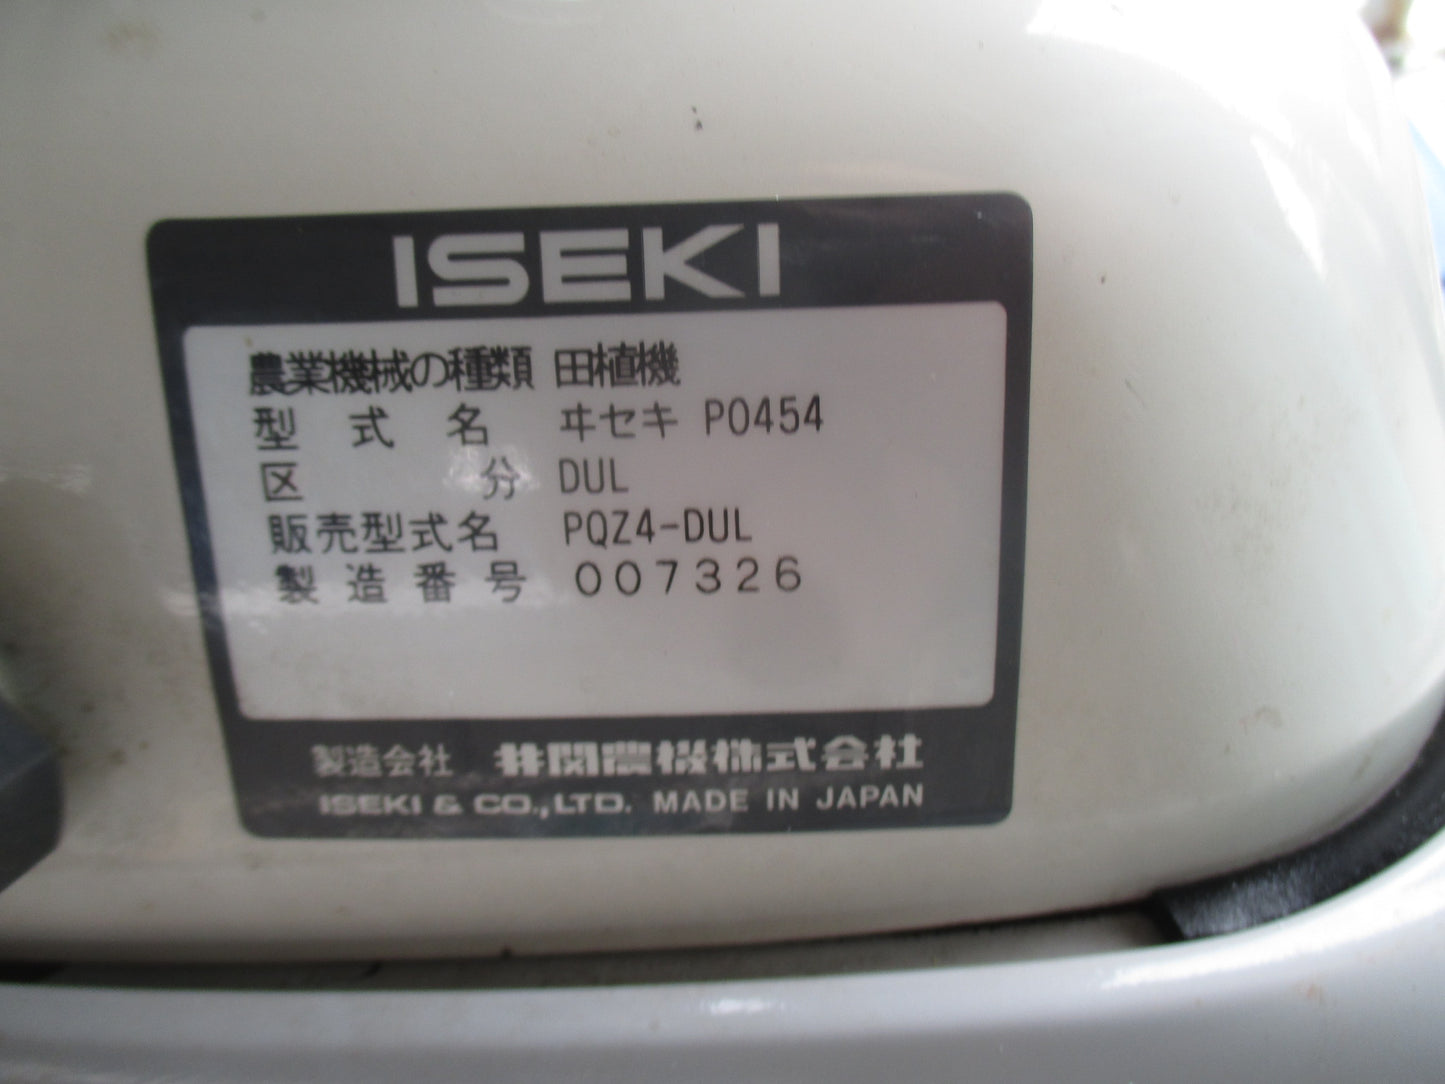 ISEKI
農業機械の種類 田植機
型式名 ヰセキ PO454
区分 DUL
販売型式名 PQZ4-DUL
製造番号 007326
製造会社 井関農機株式会社
ISEKI & CO.,LTD. MADE IN JAPAN